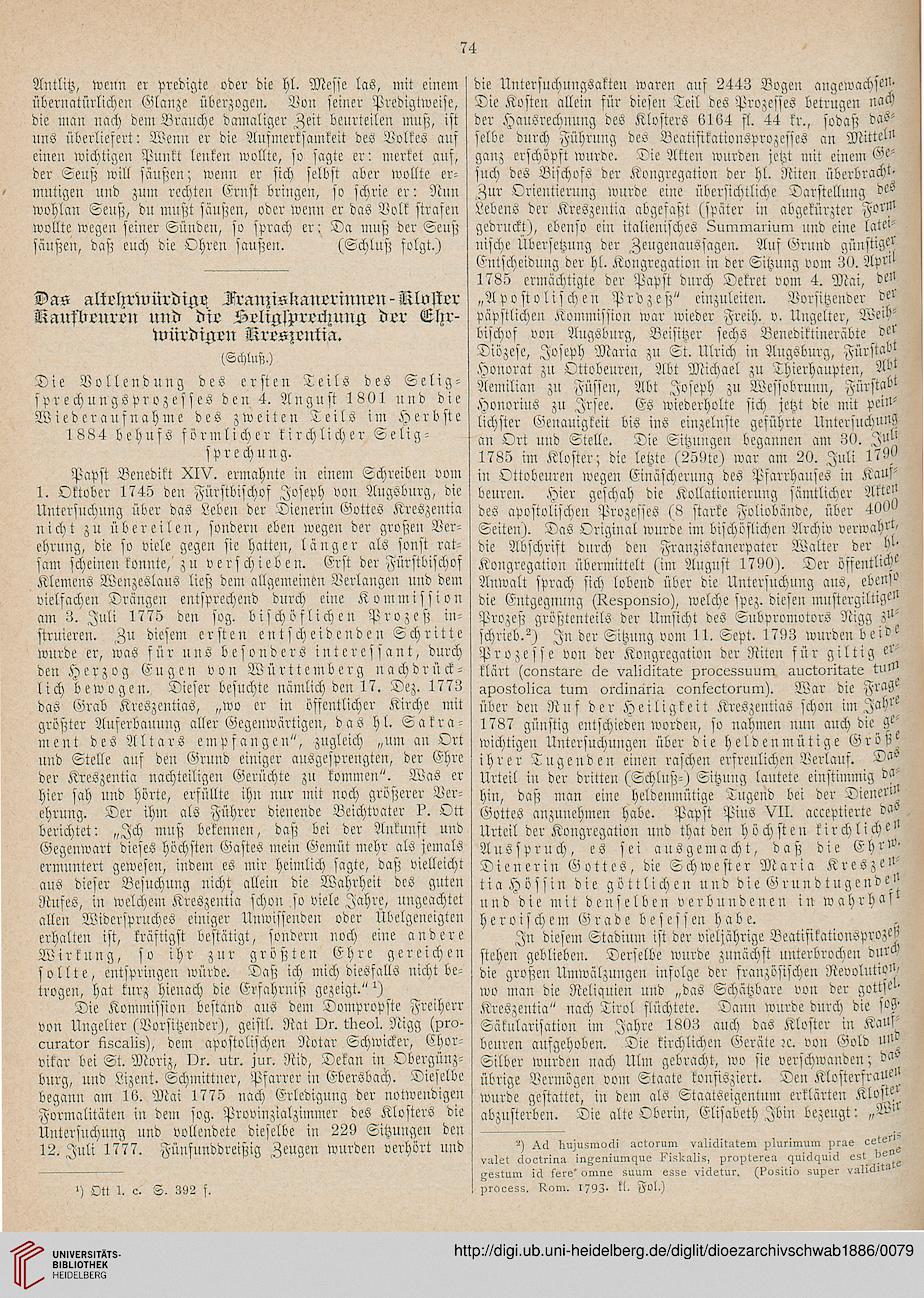 74
Antlitz, wenn er predigte oder die hl. Messe las, mit einem
übernatürlichen Glanze überzogen. Von seiner Predigtweise,
die man nach dem Brauche damaliger Zeit beurteilen muß, ist
uns überliefert: Wenn er die Aufmerksamkeit des Volkes auf
einen wichtigen Punkt lenken wollte, so sagte er: merket auf,
der Seuß will säußen; wenn er sich selbst aber wollte er-
mutigen und zum rechten Ernst bringen, so schrie er: Nun
wohlan Seuß, du mußt säußen, oder wenn er das Volk strafen
wollte wegen seiner Sünden, so sprach er: Da muß der Seuß
säußen, daß euch die Ohren saußen. (Schluß folgt.)
Das altehrwürdige Franziskanerinnen-Kloster
Kaufbeuren und die Seligsprechung der Ehr-
würdigen Kreszentia.
(Schluß.)
Die Vollendung des ersten Teils des Selig-
sprechungsprozesses den 4. August 1801 und die
Wiederaufnahme des zweiten Teils im Herbste
1884 behufs förmlicher kirchlicher Selig-
sprechung.
Papst Benedikt XIV. ermahnte in einem Schreiben vom
1. Oktober 1745 den Fürstbischof Joseph von Augsburg, die
Untersuchung über das Leben der Dienerin Gottes Kreszentia
nicht zu übereilen, sondern eben wegen der großen Ver-
ehrung, die so viele gegen sie hatten, länger als sonst rat-
sam scheinen konnte, zu verschieben. Erst der Fürstbischof
Klemens Wenzeslaus ließ dem allgemeinen Verlangen und dem
vielfachen Drängen entsprechend durch eine Kommission
am 3. Juli 1775 den sog. bischöflichen Prozeß in-
struieren. Zu diesem ersten entscheidenden Schritte
wurde er, was für uns besonders interessant, durch
den Herzog Eugen von Württemberg nachdrück-
lich bewogen. Dieser besuchte nämlich den 17. Dez. 1773
das Grab Kreszentias, „wo er in öffentlicher Kirche mit
größter Auferbauung aller Gegenwärtigen, das hl. Sakra-
ment des Altars empfangen“, zugleich „um an Ort
und Stelle auf den Grund einiger ausgesprengten, der Ehre
der Kreszentia nachteiligen Gerüchte zu kommen“. Was er
hier sah und hörte, erfüllte ihn nur mit noch größerer Ver-
ehrung. Der ihm als Führer dienende Beichtvater P. Ott
berichtet: „Ich muß bekennen, daß bei der Ankunft und
Gegenwart dieses höchsten Gastes mein Gemüt mehr als jemals
ermuntert gewesen, indem es mir heimlich sagte, daß vielleicht
aus dieser Besuchung nicht allein die Wahrheit des guten
Rufes, in welchem Kreszentia schon so viele Jahre, ungeachtet
allen Widerspruches einiger Unwissenden oder Übelgeneigten
erhalten ist, kräftigst bestätigt, sondern noch eine andere
Wirkung, so ihr zur größten Ehre gereichen
sollte, entspringen würde. Daß ich mich diesfalls nicht be-
trogen, hat kurz hienach die Erfahrniß gezeigt.“ ¹)
Die Kommission bestand aus dem Dompropste Freiherr
von Ungelter (Vorsitzender), geistl. Rat Dr. theol. Nigg (pro-
curator fiscalis), dem apostolischen Notar Schwicker, Chor-
vikar bei St. Moriz, Dr. utr. jur. Rid, Dekan in Obergünz-
burg, und Lizent. Schmittner, Pfarrer in Ebersbach. Dieselbe
begann am 16. Mai 1775 nach Erledigung der notwendigen
Formalitäten in dem sog. Provinzialzimmer des Klosters die
Untersuchung und vollendete dieselbe in 229 Sitzungen den
12. Juli 1777. Fünfunddreißig Zeugen wurden verhört und
¹) Ott l. c. S. 392 f.
die Untersuchungsakten waren auf 2443 Bogen angewachsen.
Die Kosten allein für diesen Teil des Prozesses betrugen nach
der Hausrechnung des Klosters 6164 fl. 44 kr., sodaß das-
selbe durch Führung des Beatifikationsprozesses an Mitteln
ganz erschöpft wurde. Die Akten wurden jetzt mit einem Ge-
such des Bischofs der Kongregation der hl. Riten überbracht.
Zur Orientierung wurde eine übersichtliche Darstellung des
Lebens der Kreszentia abgefaßt (später in abgekürzter Form
gedruckt), ebenso ein italienisches Summarium und eine latei-
nische Übersetzung der Zeugenaussagen. Auf Grund günstiger
Entscheidung der hl. Kongregation in der Sitzung vom 30. April
1785 ermächtigte der Papst durch Dekret vom 4. Mai, den
„Apostolischen Prozeß“ einzuleiten. Vorsitzender der
päpstlichen Kommission war wieder Freih. v. Ungelter, Weih-
bischof von Augsburg, Beisitzer sechs Benediktineräbte der
Diözese, Joseph Maria zu St. Ulrich in Augsburg, Fürstabt
Honorat zu Ottobeuren, Abt Michael zu Thierhaupten, Abt
Aemilian zu Füssen, Abt Joseph zu Wessobrunn, Fürstabt
Honorius zu Irsee. Es wiederholte sich jetzt die mit pein-
lichster Genauigkeit bis ins einzelnste geführte Untersuchung
an Ort und Stelle. Die Sitzungen begannen am 30. Juli
1785 im Kloster; die letzte (259te) war am 20. Juli 1790
in Ottobeuren wegen Einäscherung des Pfarrhauses in Kauf-
beuren. Hier geschah die Kollationierung sämtlicher Akten
des apostolischen Prozesses (8 starke Foliobände, über 4000
Seiten). Das Original wurde im bischöflichen Archiv verwahrt,
die Abschrift durch den Franziskanerpater Walter der hl.
Kongregation übermittelt (im August 1790). Der öffentliche
Anwalt sprach sich lobend über die Untersuchung aus, ebenso
die Entgegnung (Responsio), welche spez. diesen mustergiltigen
Prozeß größtenteils der Umsicht des Subpromotors Nigg zu-
schrieb.²) In der Sitzung vom 11. Sept. 1793 wurden beide
Prozesse von der Kongregation der Riten für giltig er-
klärt (constare de validitate processuum auctoritate tum
apostolica tum ordinaria confectorum). War die Frage
über den Ruf der Heiligkeit Kreszentias schon im Jahre
1787 günstig entschieden worden, so nahmen nun auch die ge-
wichtigen Untersuchungen über die heldenmütige Größe
ihrer Tugenden einen raschen erfreulichen Verlauf. Das
Urteil in der dritten (Schluß-) Sitzung lautete einstimmig da-
hin, daß man eine heldenmütige Tugend bei der Dienerin
Gottes anzunehmen habe. Papst Pius VII. acceptierte das
Urteil der Kongregation und that den höchsten kirchlichen
Ausspruch, es sei ausgemacht, daß die Ehrw.
Dienerin Gottes, die Schwester Maria Kreszen-
tia Hössin die göttlichen und die Grundtugenden
und die mit denselben verbundenen in wahrhaft
heroischem Grade besessen habe.
In diesem Stadium ist der vieljährige Beatifikationsprozeß
stehen geblieben. Derselbe wurde zunächst unterbrochen durch
die großen Umwälzungen infolge der französischen Revolution,
wo man die Reliquien und „das Schätzbare von der gottsel.
Kreszentia“ nach Tirol flüchtete. Dann wurde durch die sog.
Säkularisation im Jahre 1803 auch das Kloster in Kauf-
beuren aufgehoben. Die kirchlichen Geräte ꝛc. von Gold und
Silber wurden nach Ulm gebracht, wo sie verschwanden; das
übrige Vermögen vom Staate konfisziert. Den Klosterfrauen
wurde gestattet, in dem als Staatseigentum erklärten Kloster
abzusterben. Die alte Oberin, Elisabeth Ibin bezeugt: „Wir
²) Ad hujusmodi actorum validitatem plurimum prae ceteris
valet doctrina ingeniumque Fiskalis, propterea quidquid est bene
gestum id fere omne suum esse videtur. (Positio super validitate
process. Rom. 1793. kl. Fol.)
UNIVERSITÄTS-
BIBLIOTHEK
HEIDELBERG
http://digi.ub.uni-heidelberg.de/diglit/dioezarchivschwab1886/0079